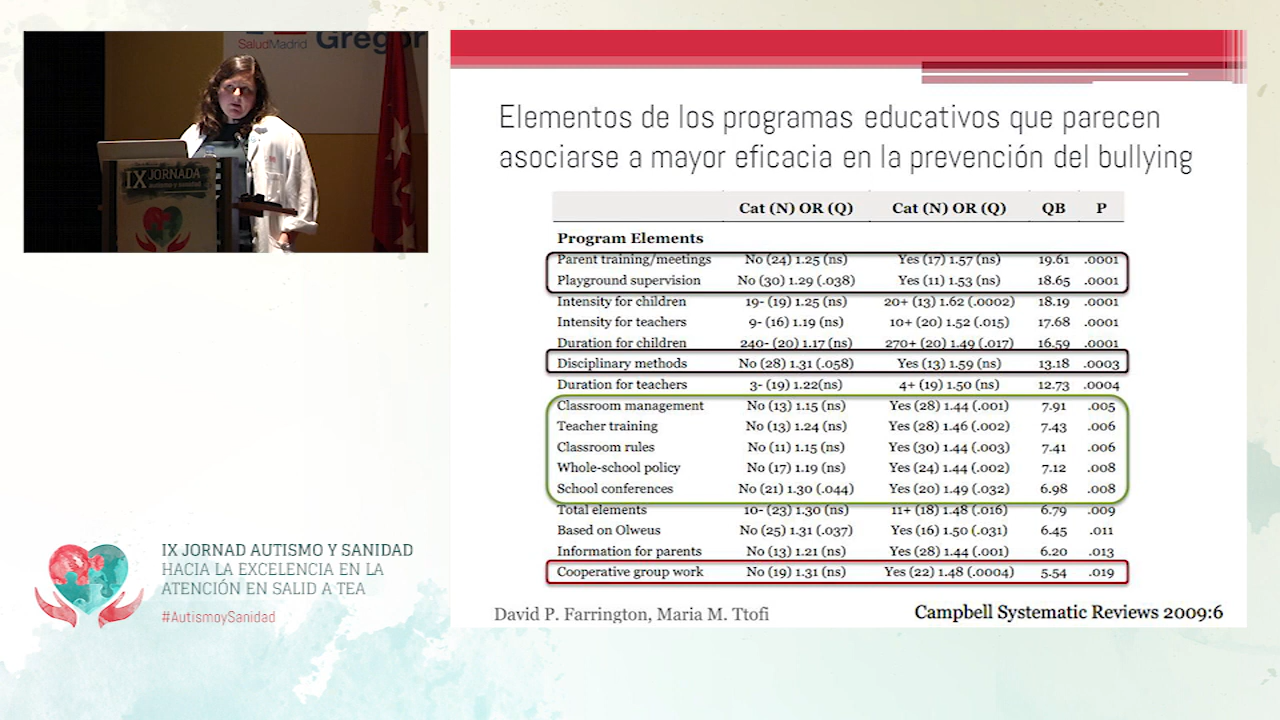 SaludMadrid
Gregor
IX JORNADA
autismo y sanidad
Elementos de los programas educativos que parecen
asociarse a mayor eficacia en la prevención del bullying
Cat (N) OR (Q) Cat (N) OR (Q) QB P
Program Elements
Parent training/meetings No (24) 1.25 (ns) Yes (17) 1.57 (ns) 19.61 .0001
Playground supervision No (30) 1.29 (.038) Yes (11) 1.53 (ns) 18.65 .0001
Intensity for children 19- (19) 1.25 (ns) 20+ (13) 1.62 (.0002) 18.19 .0001
Intensity for teachers 9- (16) 1.19 (ns) 10+ (20) 1.52 (.015) 17.68 .0001
Duration for children 240- (20) 1.17 (ns) 270+ (20) 1.49 (.017) 16.59 .0001
Disciplinary methods No (28) 1.31 (.058) Yes (13) 1.59 (ns) 13.18 .0003
Duration for teachers 3- (19) 1.22(ns) 4+ (19) 1.50 (ns) 12.73 .0004
Classroom management No (13) 1.15 (ns) Yes (28) 1.44 (.001) 7.91 .005
Teacher training No (13) 1.24 (ns) Yes (28) 1.46 (.002) 7.43 .006
Classroom rules No (11) 1.15 (ns) Yes (30) 1.44 (.003) 7.41 .006
Whole-school policy No (17) 1.19 (ns) Yes (24) 1.44 (.002) 7.12 .008
School conferences No (21) 1.30 (.044) Yes (20) 1.49 (.032) 6.98 .008
Total elements 10- (23) 1.30 (ns) 11+ (18) 1.48 (.016) 6.79 .009
Based on Olweus No (25) 1.31 (.037) Yes (16) 1.50 (.031) 6.45 .011
Information for parents No (13) 1.21 (ns) Yes (28) 1.44 (.001) 6.20 .013
Cooperative group work No (19) 1.31 (ns) Yes (22) 1.48 (.0004) 5.54 .019
David P. Farrington, Maria M. Ttofi
Campbell Systematic Reviews 2009:6
IX JORNAD AUTISMO Y SANIDAD
HACIA LA EXCELENCIA EN LA
ATENCIÓN EN SALID A TEA
#AutismoySanidad